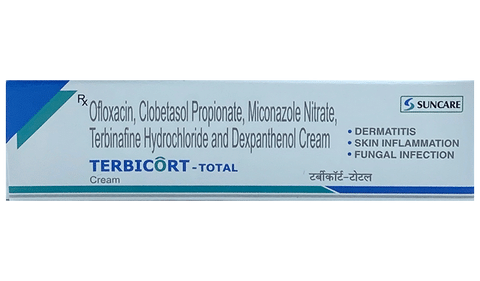 Rx
Ofloxacin, Clobetasol Propionate, Miconazole Nitrate,
Terbinafine Hydrochloride and Dexpanthenol Cream
TERBICÔRT-TOTAL
Cream
S SUNCARE
• DERMATITIS
• SKIN INFLAMMATION
• FUNGAL INFECTION
टर्बीकॉर्ट-टोटल